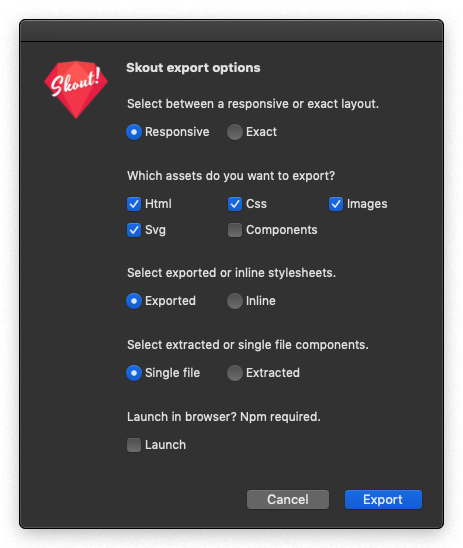 Skout!
Skout export options
Select between a responsive or exact layout.
Responsive Exact
Which assets do you want to export?
Html Css Images
Svg Components
Select exported or inline stylesheets.
Exported Inline
Select extracted or single file components.
Single file Extracted
Launch in browser? Npm required.
Launch
Cancel Export